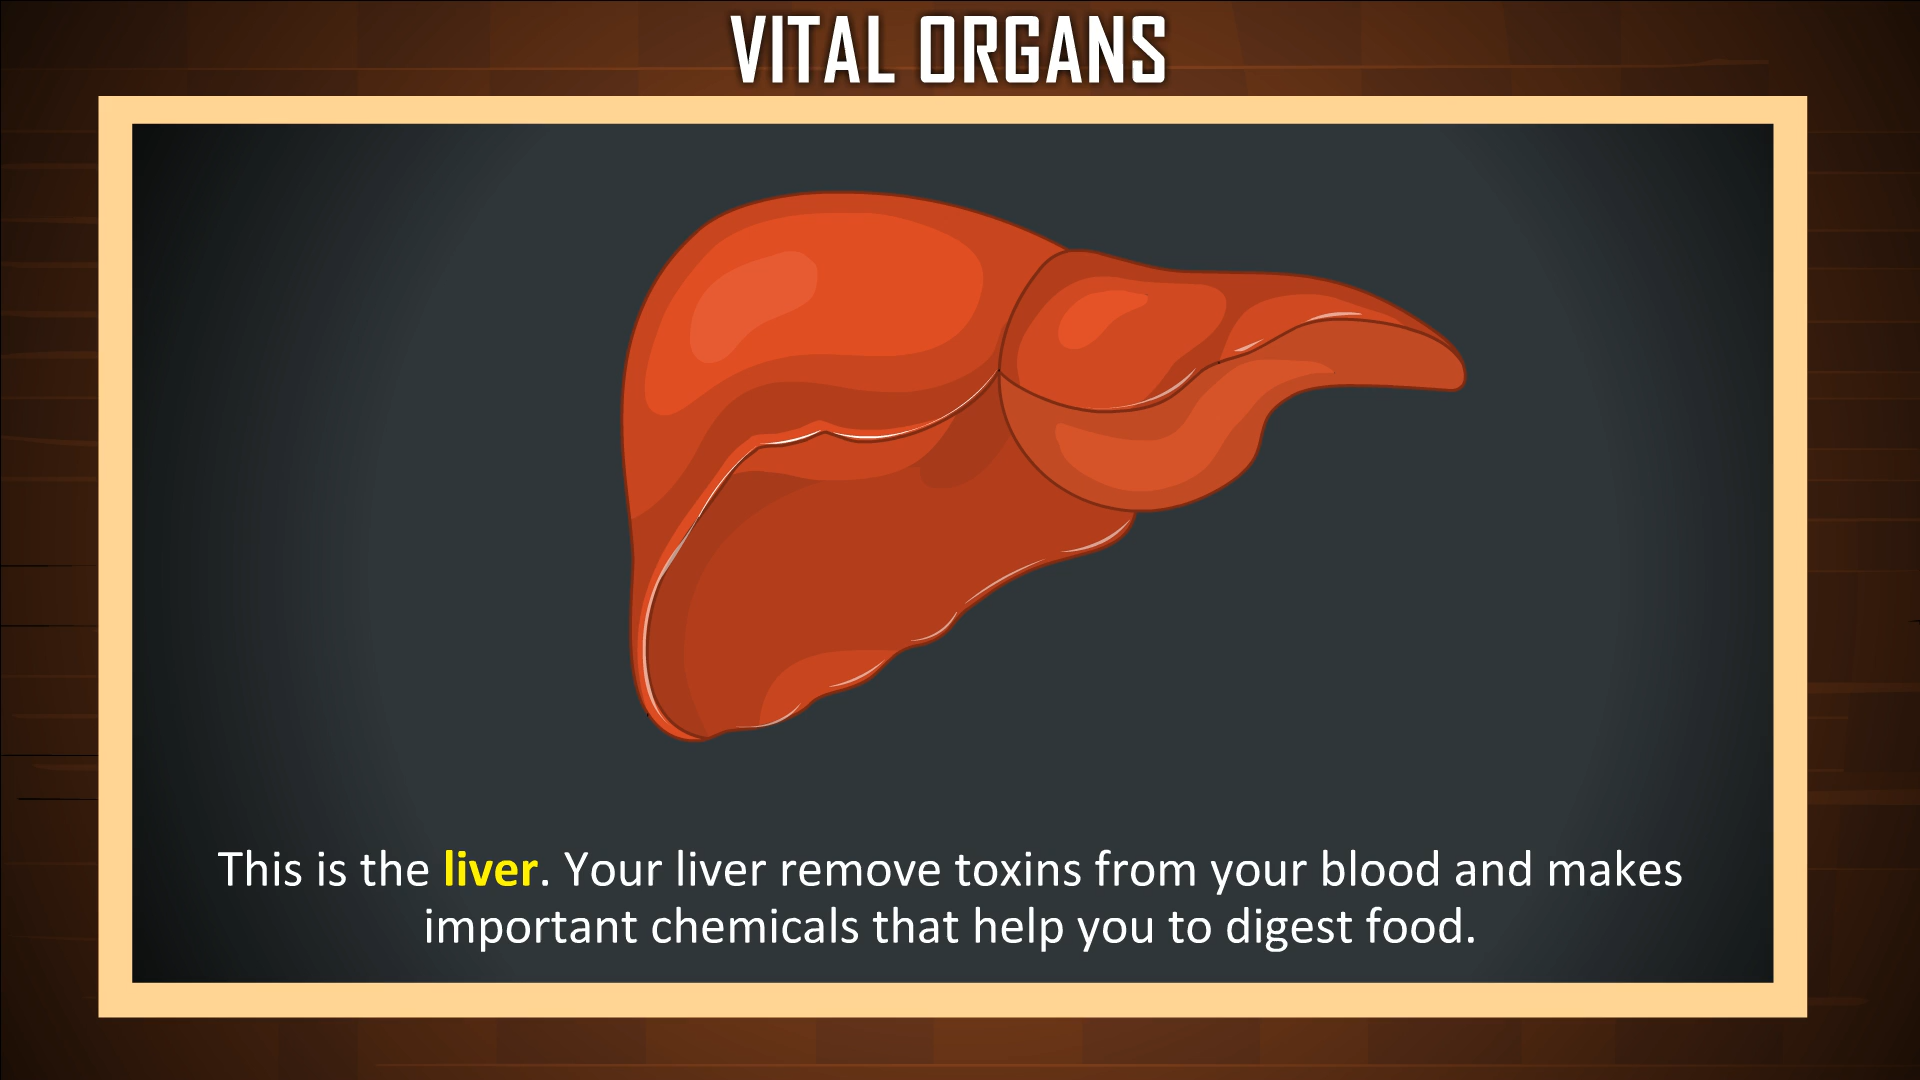 VITAL ORGANS
This is the liver. Your liver remove toxins from your blood and makes
important chemicals that help you to digest food.